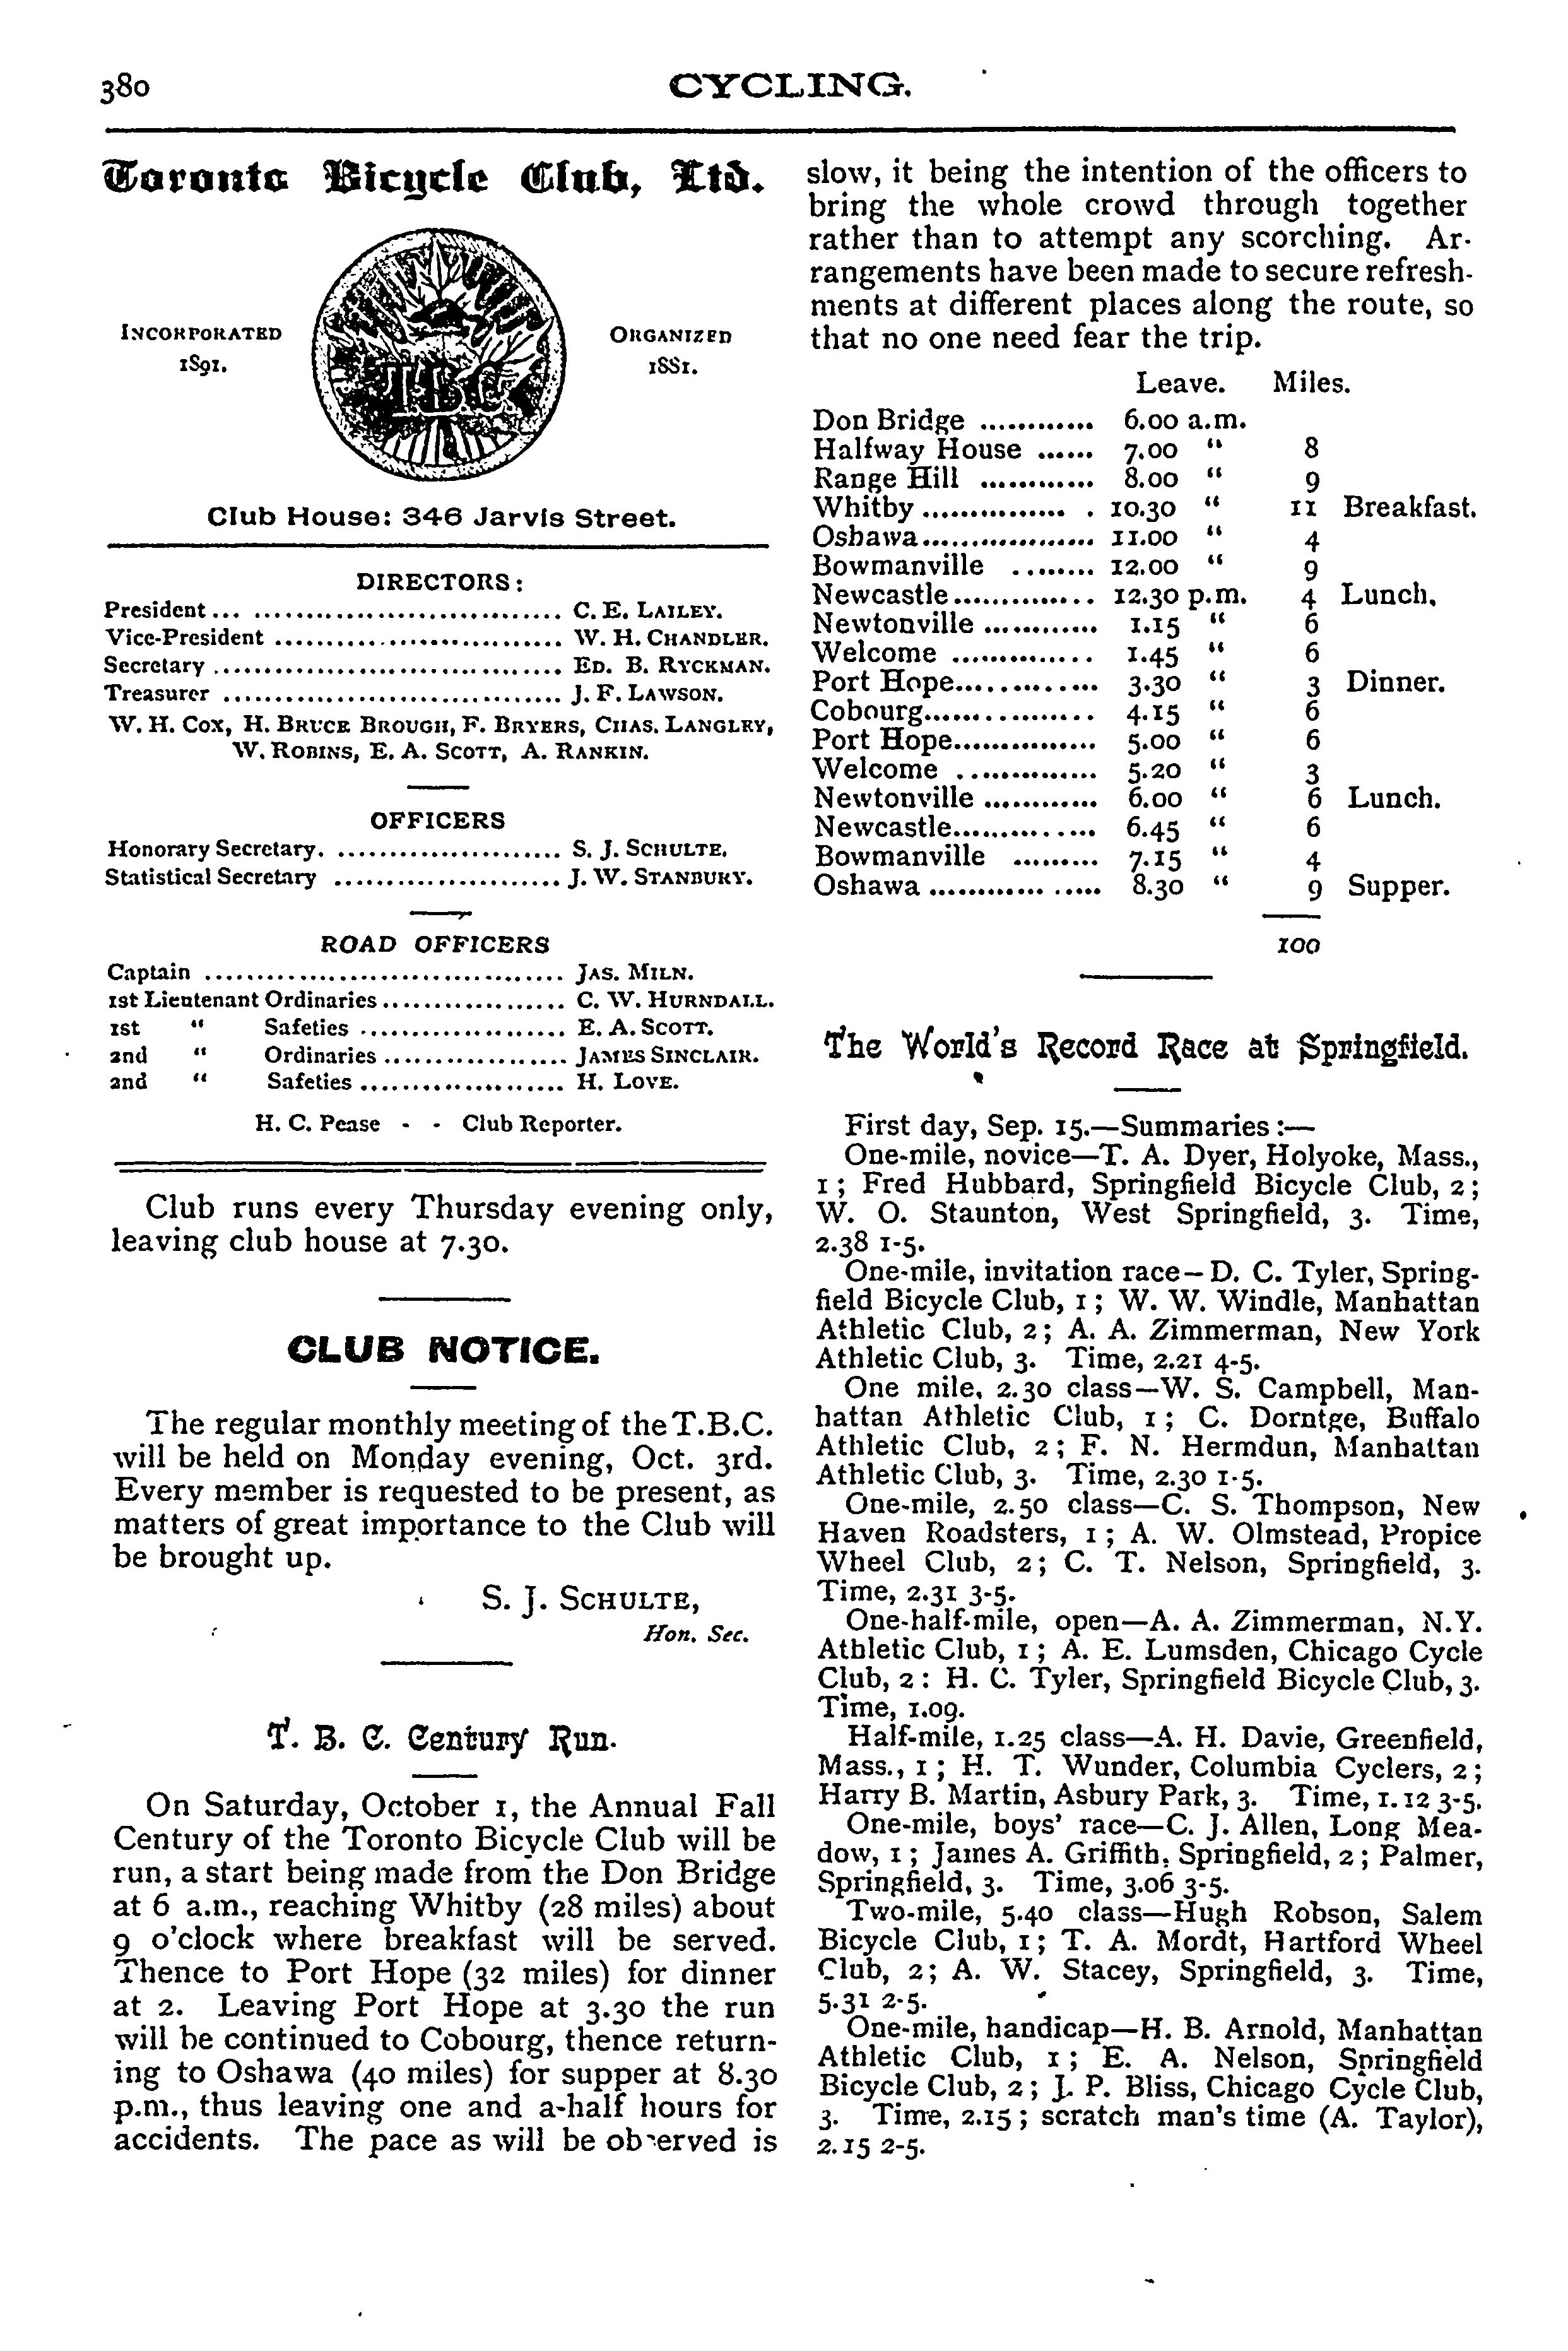 380
CYCLING.
Toronto Bicycle Club, Ltd.
INCORPORATED
1891.
T.B.C.
ORGANIZED
1881.
Club House: 346 Jarvis Street.
DIRECTORS:
President ... .............................. C. E. LAILEY.
Vice-President ............................ W. H. CHANDLER.
Secretary .................................. ED. B. RYCKMAN.
Treasurer ................................. J. F. LAWSON.
W. H. COX, H. BRUCE BROUGH, F. BRYERS, CHAS. LANGLEY,
W. ROBINS, E. A. SCOTT, A. RANKIN.
OFFICERS
Honorary Secretary. ...................... S. J. SCHULTE.
Statistical Secretary ...................... J. W. STANBURY.
ROAD OFFICERS
Captain ................................... JAS. MILN.
1st Lieutenant Ordinaries .................. C. W. HURNDALL.
1st " Safeties .................... E. A. SCOTT.
2nd " Ordinaries .................. JAMES SINCLAIR.
2nd " Safeties .................... H. LOVE.
H. C. Pease - - Club Reporter.
Club runs every Thursday evening only,
leaving club house at 7.30.
CLUB NOTICE.
The regular monthly meeting of the T.B.C.
will be held on Monday evening, Oct. 3rd.
Every member is requested to be present, as
matters of great importance to the Club will
be brought up.
S. J. SCHULTE,
Hon. Sec.
T. B. C. Century Run.
On Saturday, October 1, the Annual Fall
Century of the Toronto Bicycle Club will be
run, a start being made from the Don Bridge
at 6 a.m., reaching Whitby (28 miles) about
9 o'clock where breakfast will be served.
Thence to Port Hope (32 miles) for dinner
at 2. Leaving Port Hope at 3.30 the run
will be continued to Cobourg, thence return-
ing to Oshawa (40 miles) for supper at 8.30
p.m., thus leaving one and a-half hours for
accidents. The pace as will be observed is
slow, it being the intention of the officers to
bring the whole crowd through together
rather than to attempt any scorching. Ar-
rangements have been made to secure refresh-
ments at different places along the route, so
that no one need fear the trip.
Leave. Miles.
Don Bridge ............ 6.00 a.m.
Halfway House ...... 7.00 " 8
Range Hill ............ 8.00 " 9
Whitby ............... . 10.30 " 11 Breakfast.
Oshawa .................. 11.00 " 4
Bowmanville ........ 12.00 " 9
Newcastle .............. 12.30 p.m. 4 Lunch,
Newtonville ............ 1.15 " 6
Welcome .............. 1.45 " 6
Port Hope .............. 3.30 " 3 Dinner.
Cobourg ................. 4.15 " 6
Port Hope ............... 5.00 " 6
Welcome .............. 5.20 " 3
Newtonville ............ 6.00 " 6 Lunch.
Newcastle .............. 6.45 " 6
Bowmanville ......... 7.15 " 4
Oshawa ............. ..... 8.30 " 9 Supper.
100
The World's Record Race at Springfield.
First day, Sep. 15.—Summaries:—
One-mile, novice—T. A. Dyer, Holyoke, Mass.,
1; Fred Hubbard, Springfield Bicycle Club, 2;
W. O. Staunton, West Springfield, 3. Time,
2.38 1-5.
One-mile, invitation race—D. C. Tyler, Spring-
field Bicycle Club, 1; W. W. Windle, Manhattan
Athletic Club, 2; A. A. Zimmerman, New York
Athletic Club, 3. Time, 2.21 4-5.
One mile, 2.30 class—W. S. Campbell, Man-
hattan Athletic Club, 1; C. Dorntge, Buffalo
Athletic Club, 2; F. N. Hermdun, Manhattan
Athletic Club, 3. Time, 2.30 1-5.
One-mile, 2.50 class—C. S. Thompson, New
Haven Roadsters, 1; A. W. Olmstead, Propice
Wheel Club, 2; C. T. Nelson, Springfield, 3.
Time, 2.31 3-5.
One-half-mile, open—A. A. Zimmerman, N.Y.
Athletic Club, 1; A. E. Lumsden, Chicago Cycle
Club, 2: H. C. Tyler, Springfield Bicycle Club, 3.
Time, 1.09.
Half-mile, 1.25 class—A. H. Davie, Greenfield,
Mass., 1; H. T. Wunder, Columbia Cyclers, 2;
Harry B. Martin, Asbury Park, 3. Time, 1.12 3-5.
One-mile, boys' race—C. J. Allen, Long Mea-
dow, 1; James A. Griffith, Springfield, 2; Palmer,
Springfield, 3. Time, 3.06 3-5.
Two-mile, 5.40 class—Hugh Robson, Salem
Bicycle Club, 1; T. A. Mordt, Hartford Wheel
Club, 2; A. W. Stacey, Springfield, 3. Time,
5.31 2-5.
One-mile, handicap—H. B. Arnold, Manhattan
Athletic Club, 1; E. A. Nelson, Springfield
Bicycle Club, 2; J. P. Bliss, Chicago Cycle Club,
3. Time, 2.15; scratch man's time (A. Taylor),
2.15 2-5.